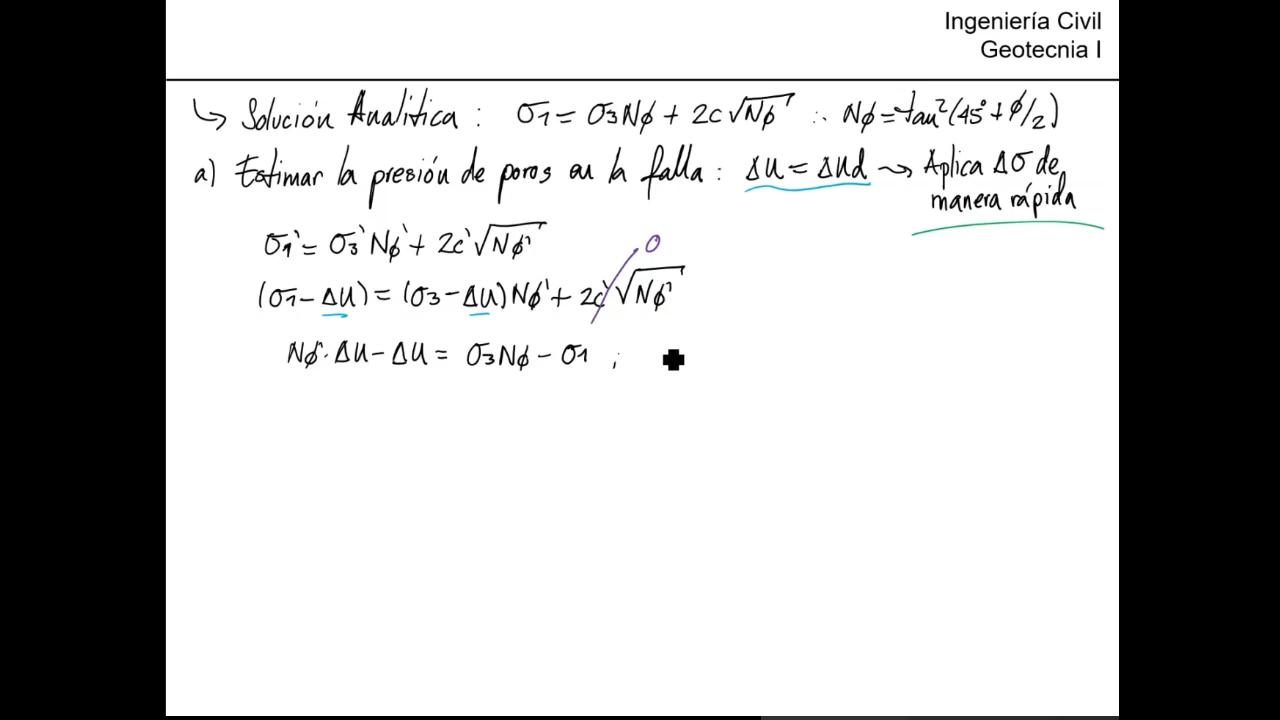 Ingeniería Civil
Geotecnia I
↳ Solución Analítica : σ1 = σ3Nφ + 2c√Nφ ∴ Nφ = tan²(45° + φ/2)
a) Estimar la presión de poros en la falla : ΔU = ΔUd → Aplica Δσ de manera rápida
σ1' = σ3' Nφ' + 2c' √Nφ'
(σ1 - ΔU) = (σ3 - ΔU) Nφ' + 2c' √Nφ' 0
Nφ' · ΔU - ΔU = σ3Nφ - σ1 ;